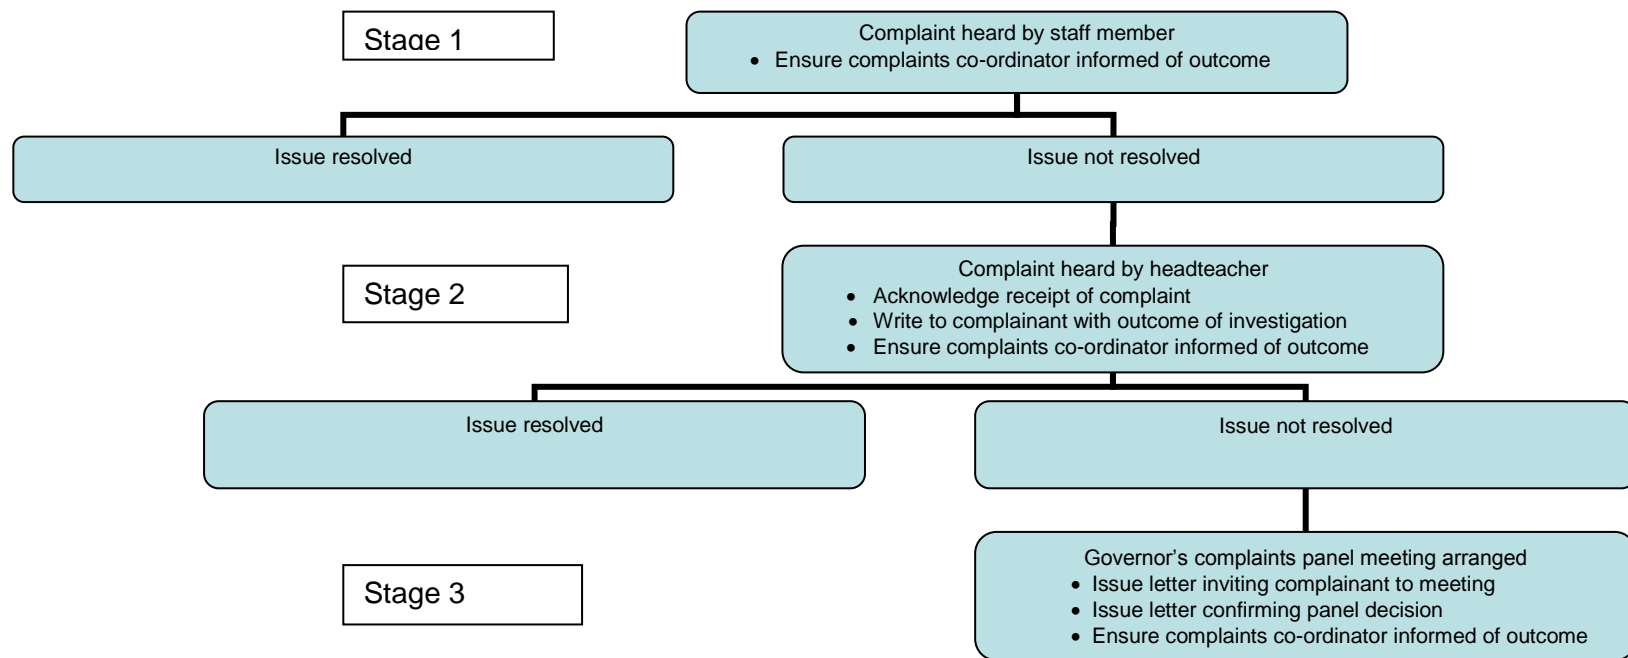 Stage 1
Complaint heard by staff member
• Ensure complaints co-ordinator informed of outcome
Issue resolved
Issue not resolved
Stage 2
Complaint heard by headteacher
• Acknowledge receipt of complaint
• Write to complainant with outcome of investigation
• Ensure complaints co-ordinator informed of outcome
Issue resolved
Issue not resolved
Stage 3
Governor’s complaints panel meeting arranged
• Issue letter inviting complainant to meeting
• Issue letter confirming panel decision
• Ensure complaints co-ordinator informed of outcome